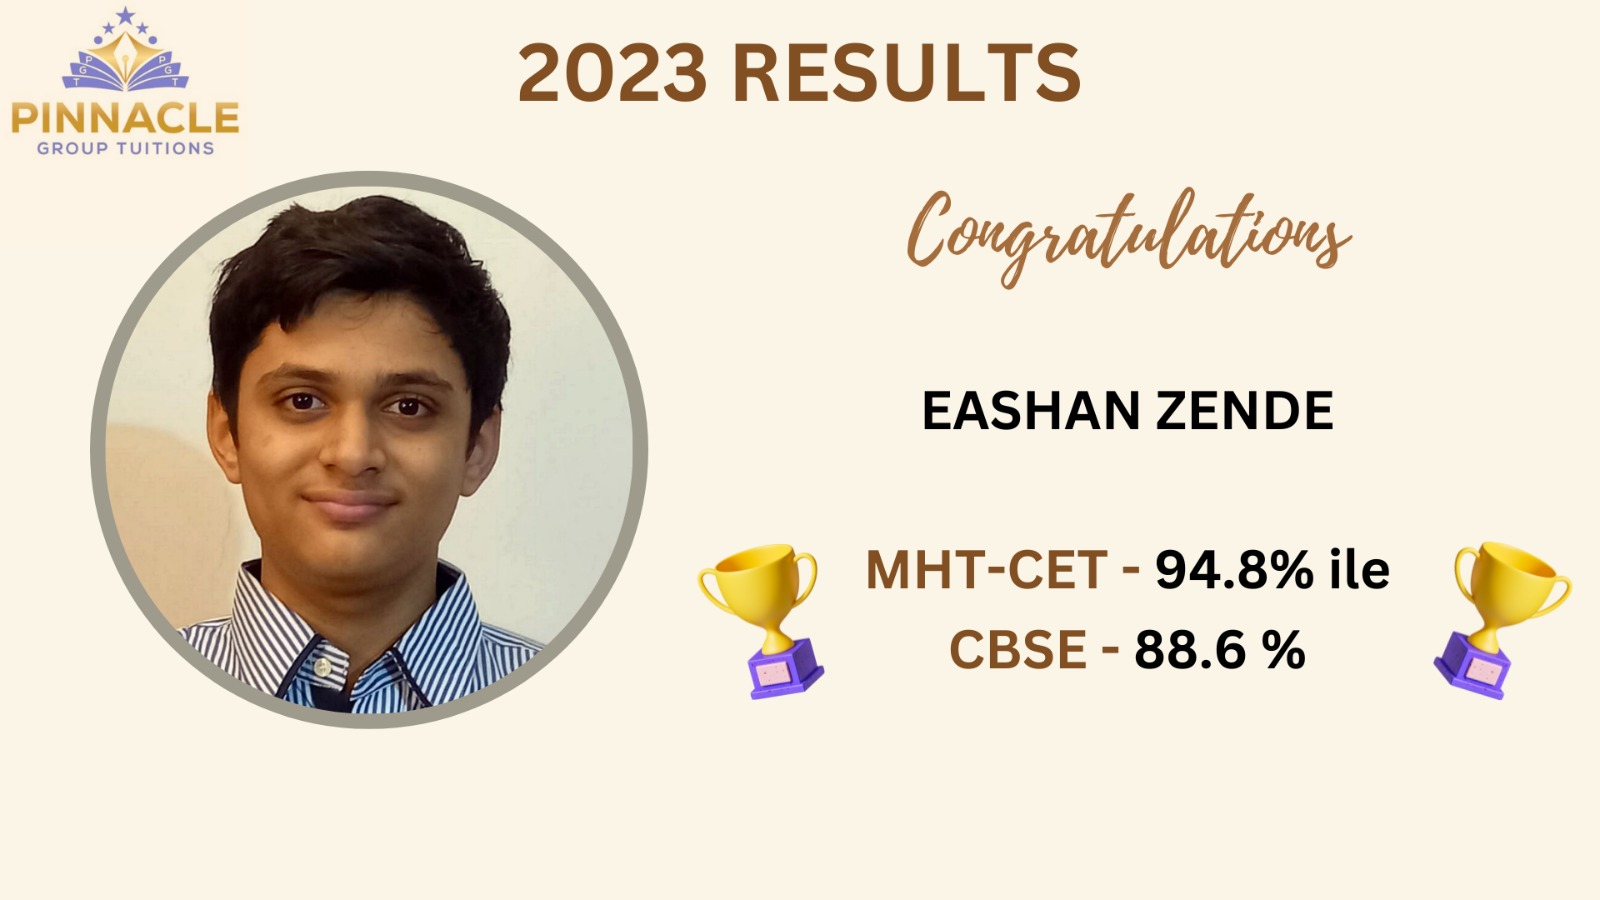 PINNACLE
GROUP TUITIONS
2023 RESULTS
Congratulations
EASHAN ZENDE
MHT-CET - 94.8% ile
CBSE - 88.6 %